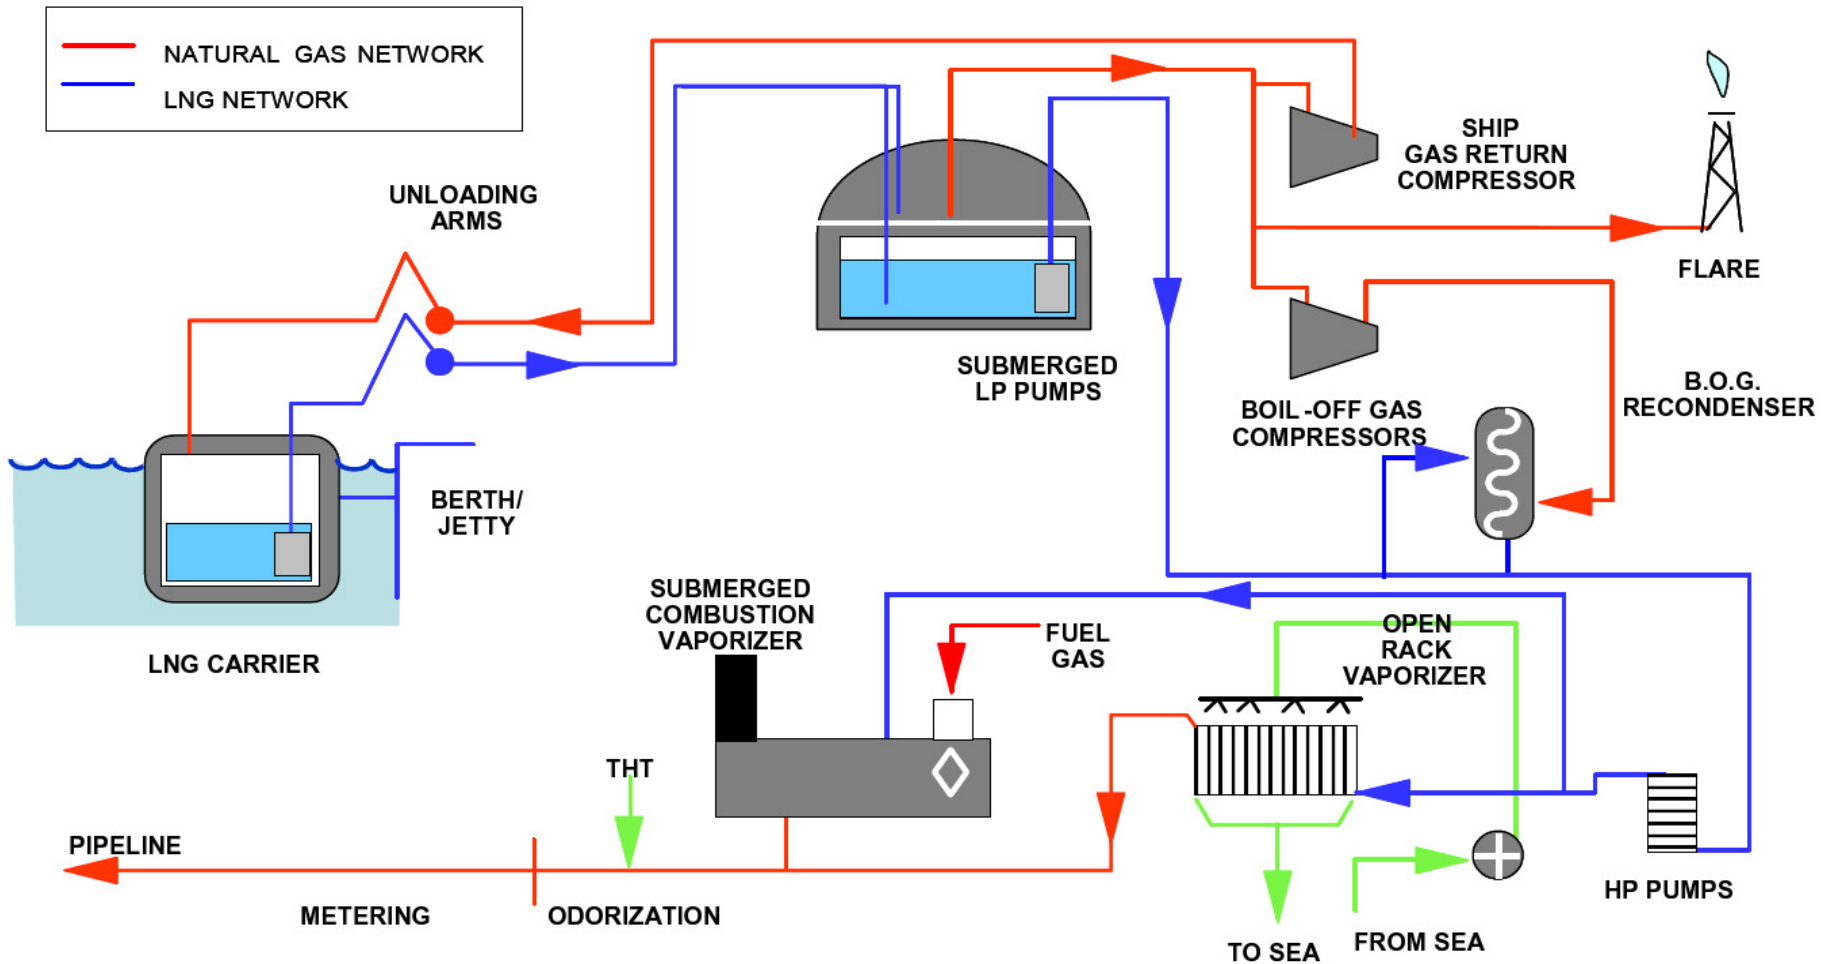 NATURAL GAS NETWORK
LNG NETWORK
UNLOADING
ARMS
SHIP
GAS RETURN
COMPRESSOR
FLARE
SUBMERGED
LP PUMPS
BOIL-OFF GAS
COMPRESSORS
B.O.G.
RECONDENSER
BERTH/
JETTY
LNG CARRIER
SUBMERGED
COMBUSTION
VAPORIZER
FUEL
GAS
OPEN
RACK
VAPORIZER
THT
PIPELINE
METERING
ODORIZATION
HP PUMPS
TO SEA
FROM SEA